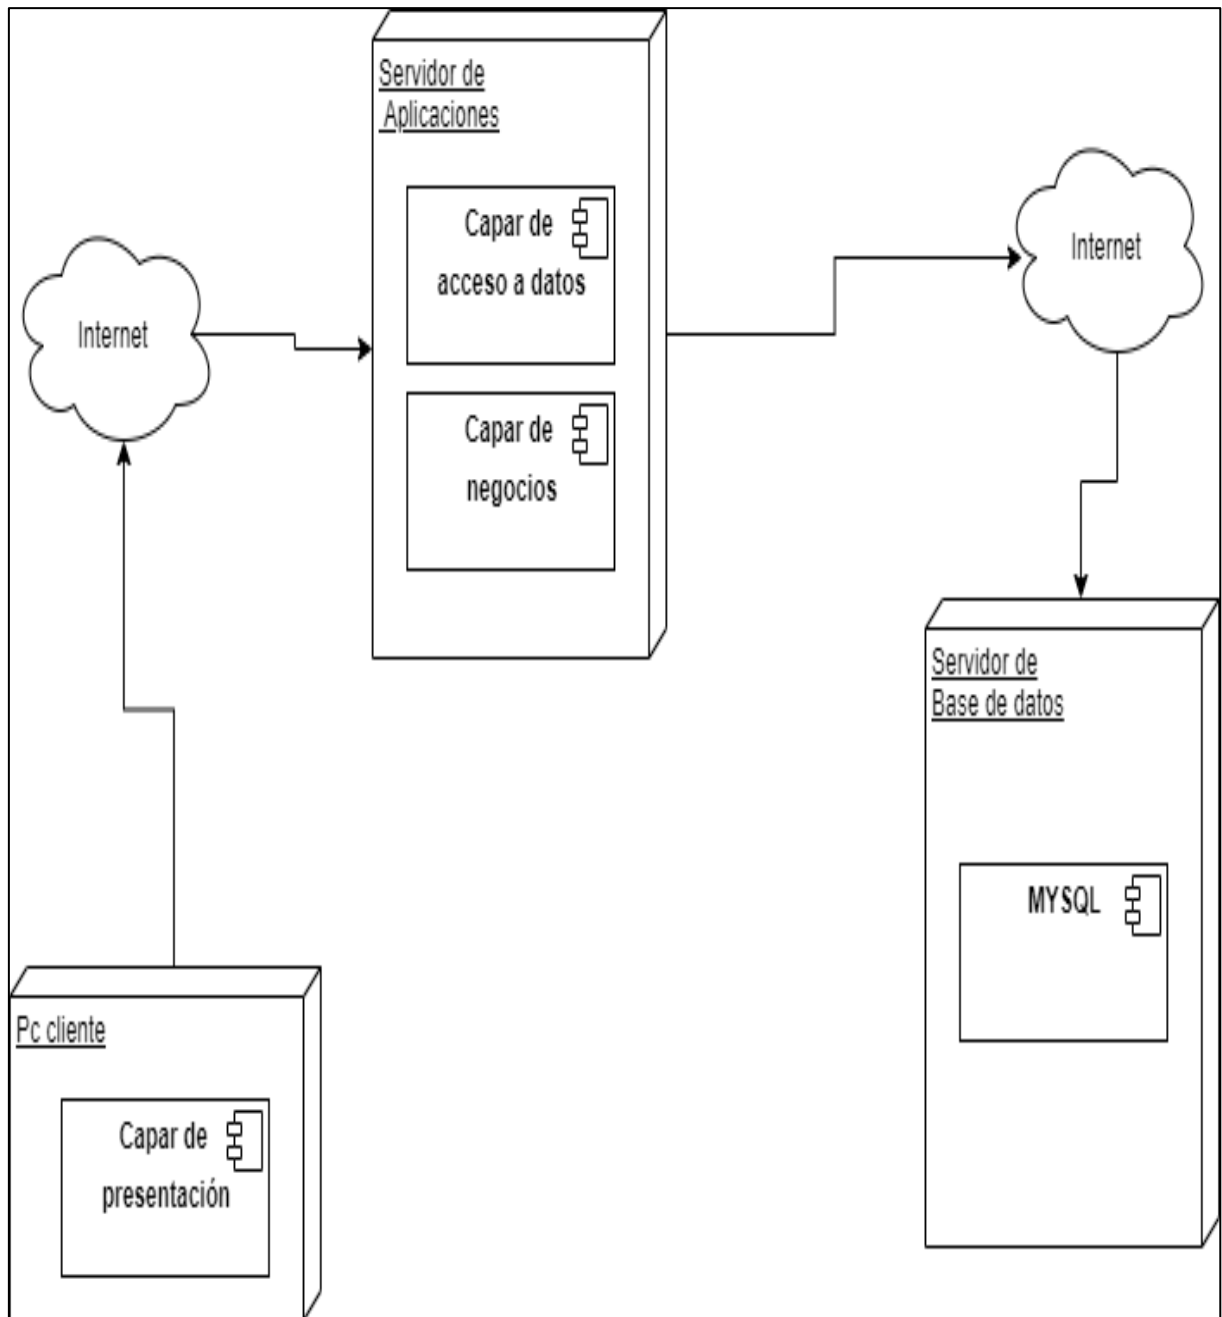 Servidor de
Aplicaciones
Capar de
acceso a datos
Capar de
negocios
Internet
Internet
Servidor de
Base de datos
MYSQL
Pc cliente
Capar de
presentación